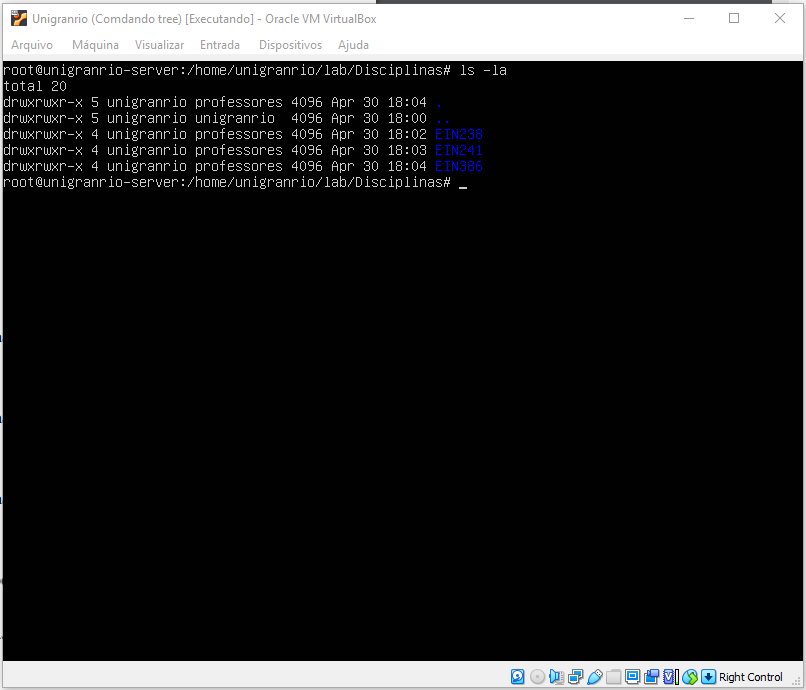 Unigranrio (Comdando tree) [Executando] - Oracle VM VirtualBox
Arquivo Máquina Visualizar Entrada Dispositivos Ajuda
root@unigranrio-server:/home/unigranrio/lab/Disciplinas# ls -la
total 20
drwxrwxr-x 5 unigranrio professores 4096 Apr 30 18:04 .
drwxrwxr-x 5 unigranrio unigranrio  4096 Apr 30 18:00 ..
drwxrwxr-x 4 unigranrio professores 4096 Apr 30 18:02 EIN238
drwxrwxr-x 4 unigranrio professores 4096 Apr 30 18:03 EIN241
drwxrwxr-x 4 unigranrio professores 4096 Apr 30 18:04 EIN386
root@unigranrio-server:/home/unigranrio/lab/Disciplinas# _
Right Control